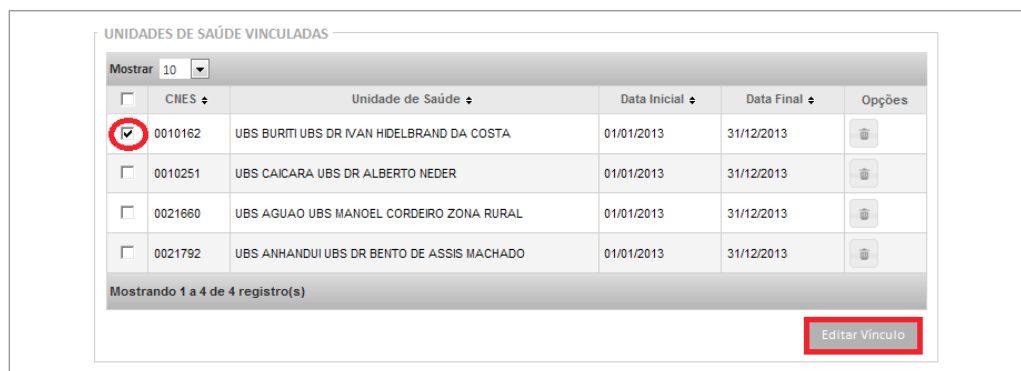 UNIDADES DE SAÚDE VINCULADAS
Mostrar 10
CNES Unidade de Saúde Data Inicial Data Final Opções
0010162 UBS BURITI UBS DR IVAN HIDELBRAND DA COSTA 01/01/2013 31/12/2013
0010251 UBS CAICARA UBS DR ALBERTO NEDER 01/01/2013 31/12/2013
0021660 UBS AGUAO UBS MANOEL CORDEIRO ZONA RURAL 01/01/2013 31/12/2013
0021792 UBS ANHANDUI UBS DR BENTO DE ASSIS MACHADO 01/01/2013 31/12/2013
Mostrando 1 a 4 de 4 registro(s)
Editar Vínculo